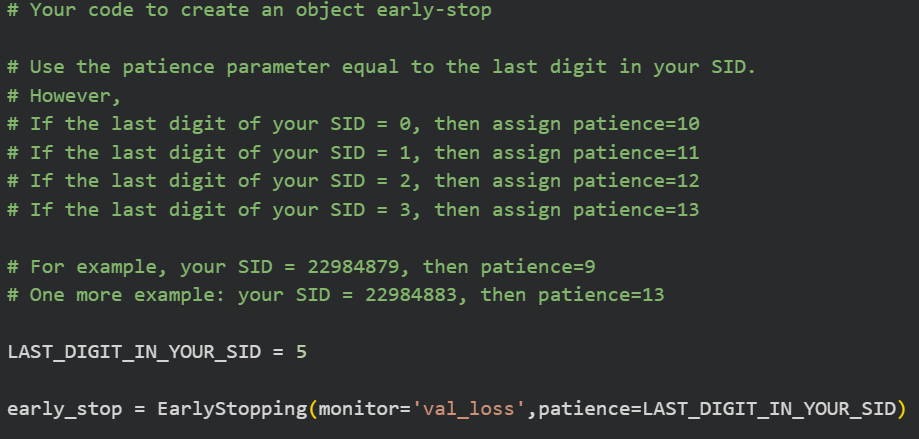 # Your code to create an object early-stop
# Use the patience parameter equal to the last digit in your SID.
# However,
# If the last digit of your SID = 0, then assign patience=10
# If the last digit of your SID = 1, then assign patience=11
# If the last digit of your SID = 2, then assign patience=12
# If the last digit of your SID = 3, then assign patience=13
# For example, your SID = 22984879, then patience=9
# One more example: your SID = 22984883, then patience=13
LAST_DIGIT_IN_YOUR_SID = 5
early_stop = EarlyStopping(monitor='val_loss',patience=LAST_DIGIT_IN_YOUR_SID)